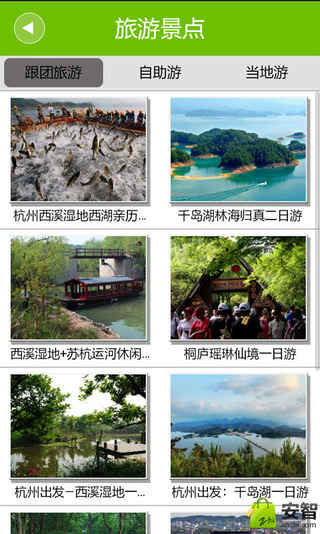 旅游景点
跟团旅游 自助游 当地游
杭州西溪湿地西湖亲历... 千岛湖林海归真二日游
西溪湿地+苏杭运河休闲... 桐庐瑶琳仙境一日游
杭州出发-西溪湿地一... 杭州出发：千岛湖一日游
安智